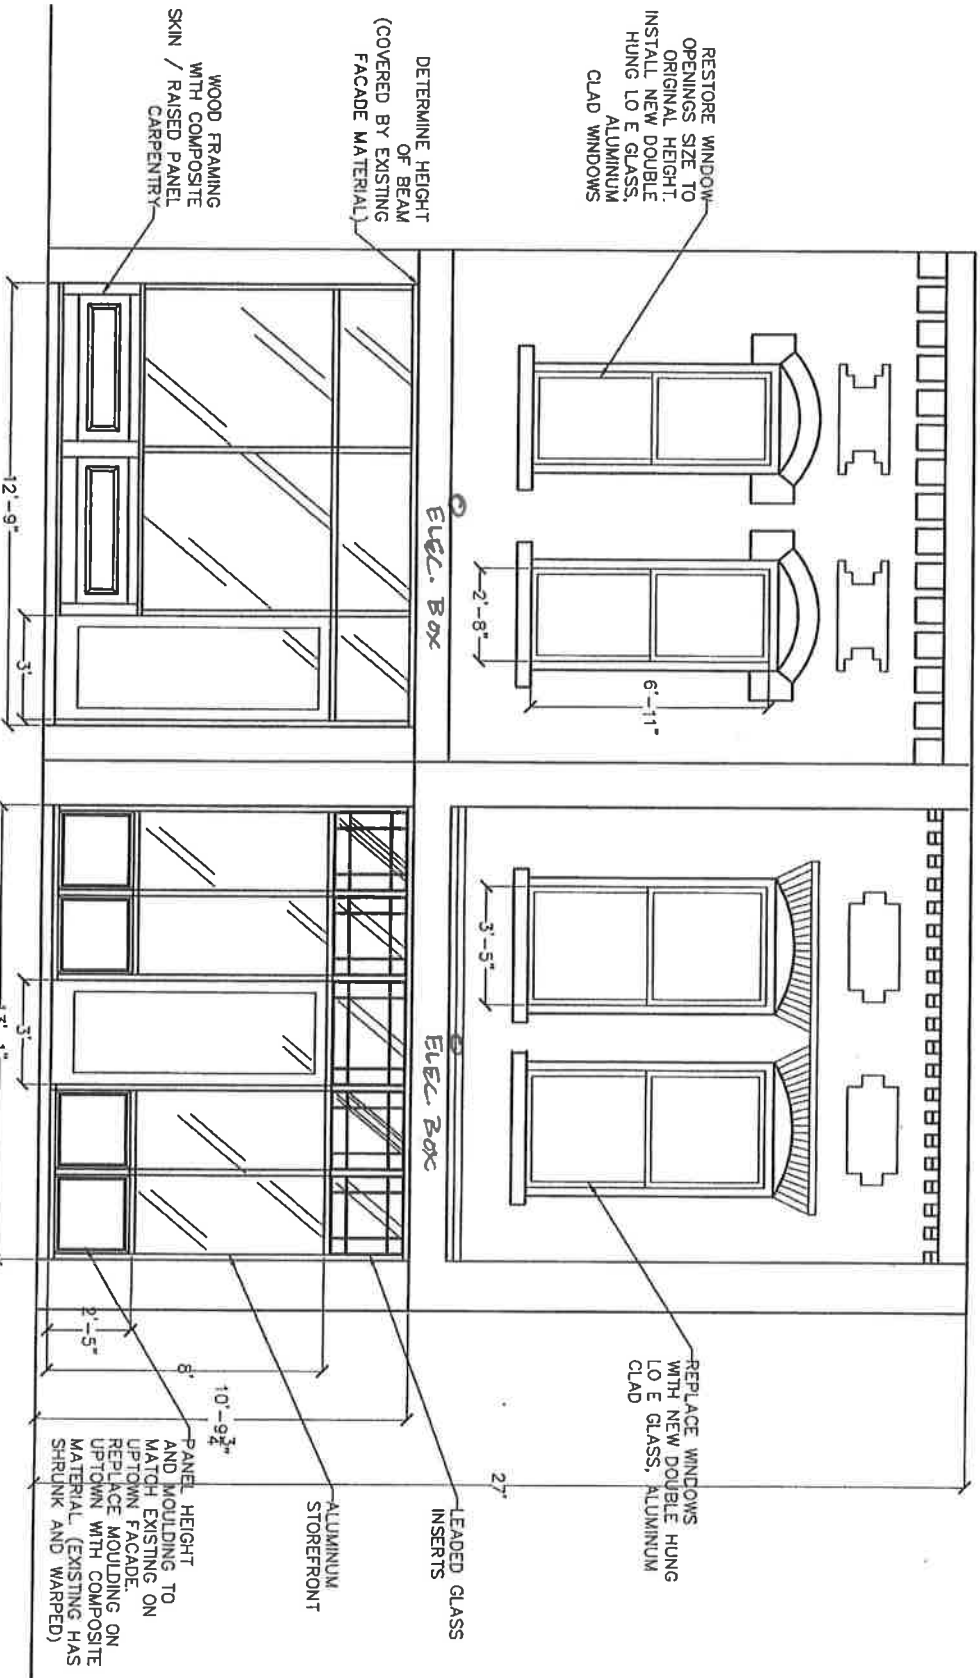 RESTORE WINDOW
OPENINGS SIZE TO
ORIGINAL HEIGHT.
INSTALL NEW DOUBLE
HUNG LO E GLASS,
ALUMINUM
CLAD WINDOWS
DETERMINE HEIGHT
OF BEAM
(COVERED BY EXISTING
FACADE MATERIAL)
WOOD FRAMING
WITH COMPOSITE
SKIN / RAISED PANEL
CARPENTRY
2'-8"
6'-11"
ELEC. BOX
12'-9"
3'
3'-5"
ELEC. BOX
3'
13'-1"
REPLACE WINDOWS
WITH NEW DOUBLE HUNG
LO E GLASS, ALUMINUM
CLAD
27'
LEADED GLASS
INSERTS
ALUMINUM
STOREFRONT
10'-9¾"
8'
2'-5"
PANEL HEIGHT
AND MOULDING TO
MATCH EXISTING ON
UPTOWN FACADE.
REPLACE MOULDING ON
UPTOWN WITH COMPOSITE
MATERIAL (EXISTING HAS
SHRUNK AND WARPED)